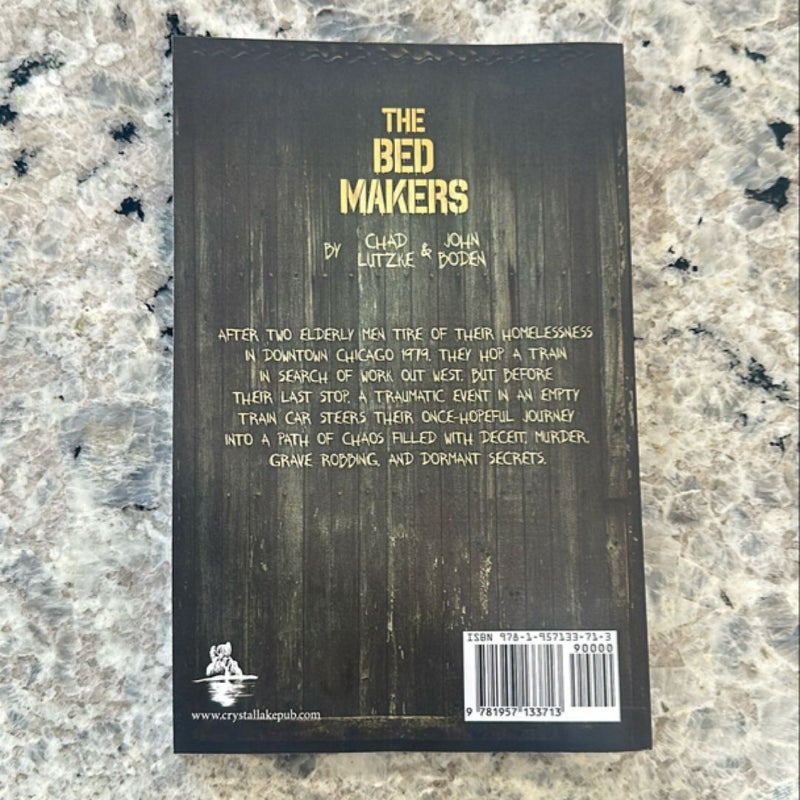 THE
BED
MAKERS
BY CHAD LUTZKE & JOHN BODEN
AFTER TWO ELDERLY MEN TIRE OF THEIR HOMELESSNESS
IN DOWNTOWN CHICAGO 1979, THEY HOP A TRAIN
IN SEARCH OF WORK OUT WEST. BUT BEFORE
THEIR LAST STOP, A TRAUMATIC EVENT IN AN EMPTY
TRAIN CAR STEERS THEIR ONCE-HOPEFUL JOURNEY
INTO A PATH OF CHAOS FILLED WITH DECEIT, MURDER,
GRAVE ROBBING, AND DORMANT SECRETS.
ISBN 978-1-957133-71-3
90000
9 781957 133713
www.crystallakepub.com